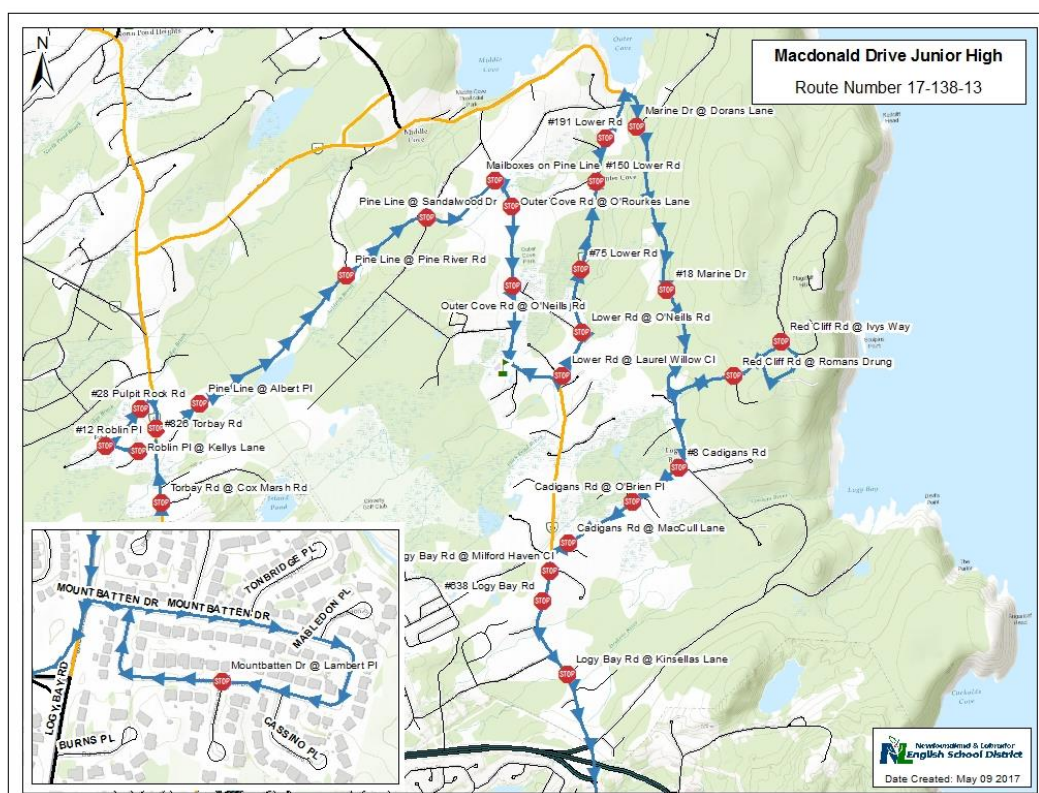 N
Macdonald Drive Junior High
Route Number 17-138-13
Outer Cove
Middle Cove
Middle Cove
Marine Dr @ Dorans Lane
#191 Lower Rd
Mailboxes on Pine Line
#150 Lower Rd
Pine Line @ Sandalwood Dr
Outer Cove Rd @ O'Rourkes Lane
Pine Line @ Pine River Rd
#75 Lower Rd
#18 Marine Dr
Outer Cove Rd @ O'Neills Rd
Lower Rd @ O'Neills Rd
Red Cliff Rd @ Ivys Way
Lower Rd @ Laurel Willow Cl
Red Cliff Rd @ Romans Drung
Pine Line @ Albert Pl
#28 Pulpit Rock Rd
#826 Torbay Rd
#12 Roblin Pl
Roblin Pl @ Kellys Lane
#8 Cadigans Rd
Torbay Rd @ Cox Marsh Rd
Cadigans Rd @ O'Brien Pl
Logy Bay
Cadigans Rd @ MacCull Lane
ogy Bay Rd @ Milford Haven Cl
#638 Logy Bay Rd
Logy Bay Rd @ Kinsellas Lane
TONBRIDGE PL
MOUNTBATTEN DR MOUNTBATTEN DR
MABLEDON PL
Mountbatten Dr @ Lambert Pl
LOGY BAY RD
CASSINO PL
BURNS PL
Newfoundland & Labrador
English School District
Date Created: May 09 2017